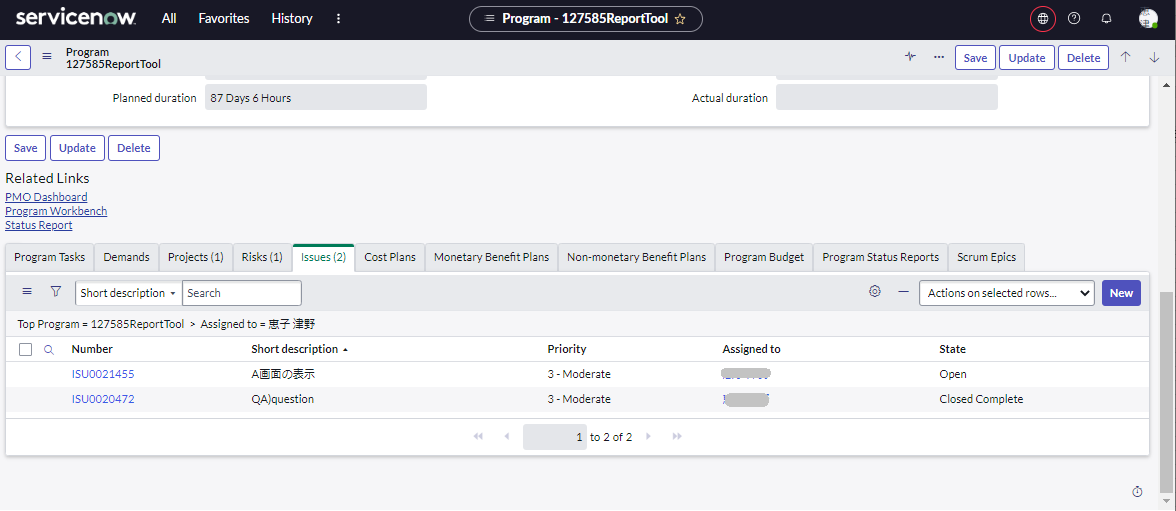 servicenow
All Favorites History Program - 127585ReportTool
Program
127585ReportTool
Save Update Delete
Planned duration 87 Days 6 Hours Actual duration
Save Update Delete
Related Links
PMO Dashboard
Program Workbench
Status Report
Program Tasks Demands Projects (1) Risks (1) Issues (2) Cost Plans Monetary Benefit Plans Non-monetary Benefit Plans Program Budget Program Status Reports Scrum Epics
Short description Search Actions on selected rows... New
Top Program = 127585ReportTool > Assigned to = 恵子 津野
Number Short description Priority Assigned to State
ISU0021455 A画面の表示 3 - Moderate Open
ISU0020472 QA)question 3 - Moderate Closed Complete
1 to 2 of 2